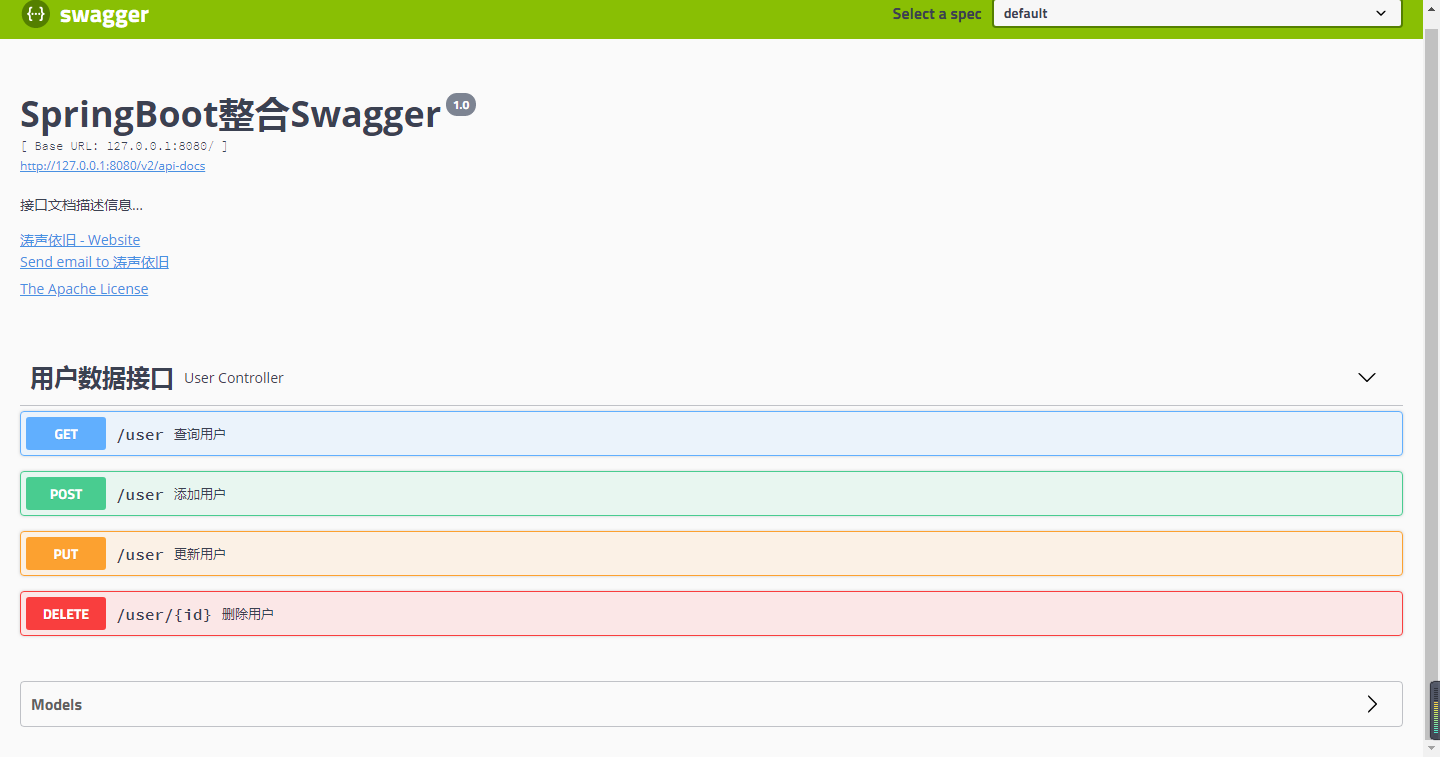 {··} swagger Select a spec default
SpringBoot整合Swagger 1.0
[ Base URL: 127.0.0.1:8080/ ]
http://127.0.0.1:8080/v2/api-docs
接口文档描述信息...
涛声依旧 - Website
Send email to 涛声依旧
The Apache License
用户数据接口 User Controller
GET /user 查询用户
POST /user 添加用户
PUT /user 更新用户
DELETE /user/{id} 删除用户
Models